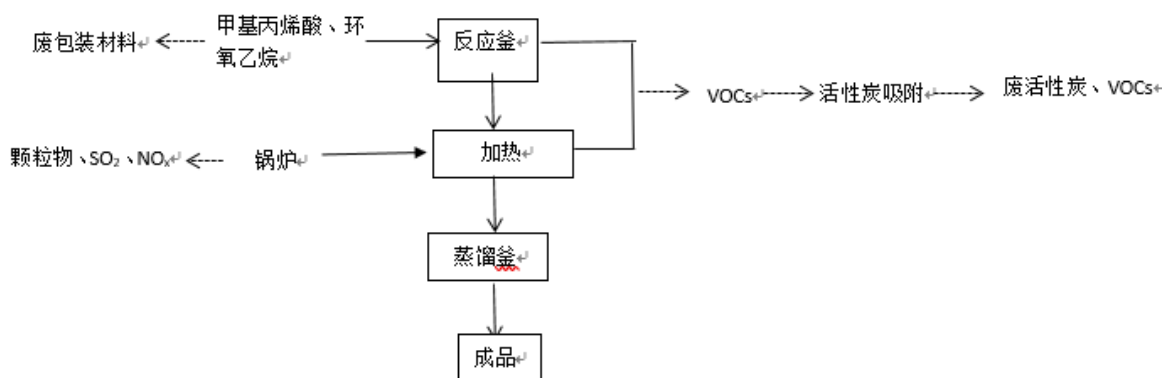 废包装材料
甲基丙烯酸、环
氧乙烷
反应釜
VOCs
活性炭吸附
废活性炭、VOCs
颗粒物、SO₂、NOₓ
锅炉
加热
蒸馏釜
成品